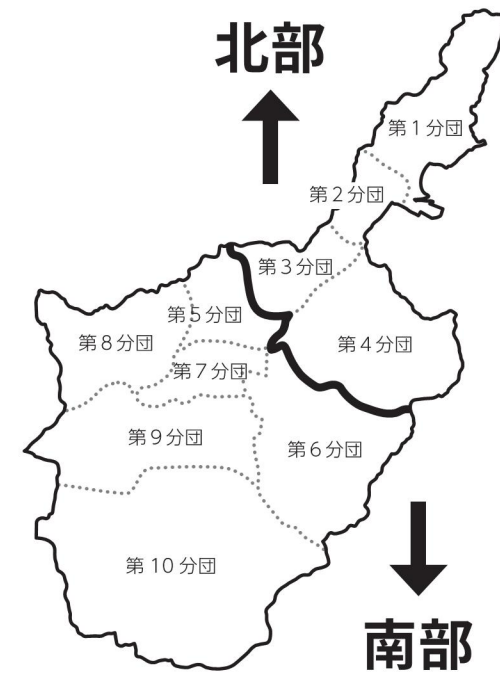 北部
第1分団
第2分団
第3分団
第5分団
第4分団
第8分団
第7分団
第9分団
第6分団
第10分団
南部